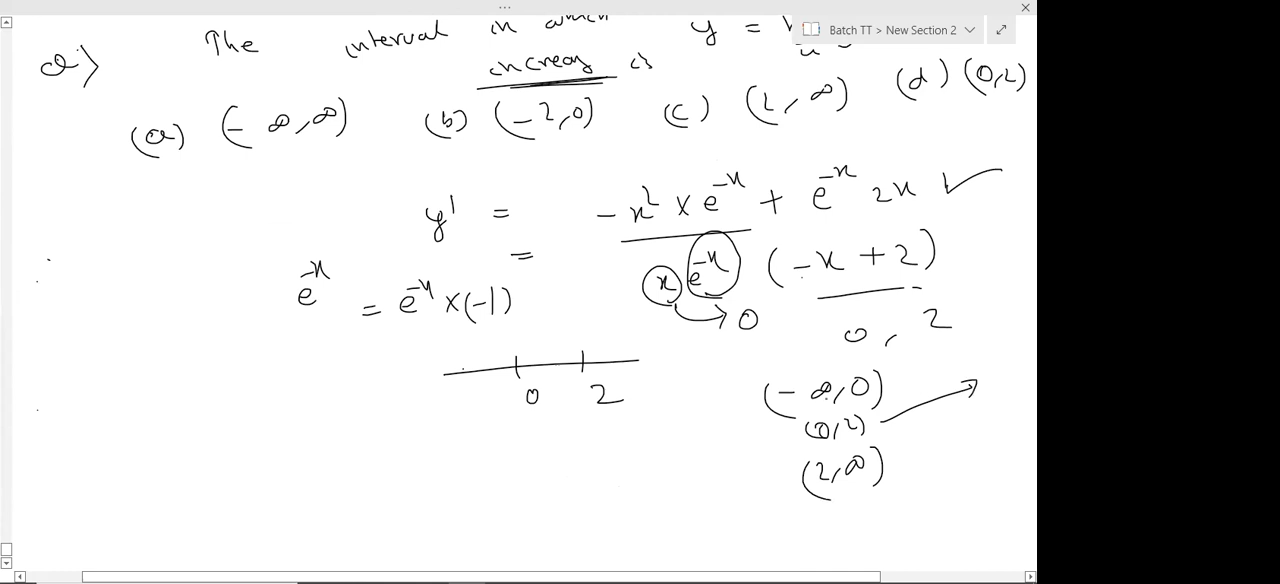 Batch TT > New Section 2
Q.) The interval in which y =
increasing is
(a) (- ∞, ∞) (b) (-2, 0) (c) (2, ∞) (d) (0, 2)
y' = - x² × e^-x + e^-x 2x ✓
= x e^-x (- x + 2)
e^-x = e^-x × (-1)
0 0, 2
0 2
(- ∞, 0)
(0, 2)
(2, ∞)